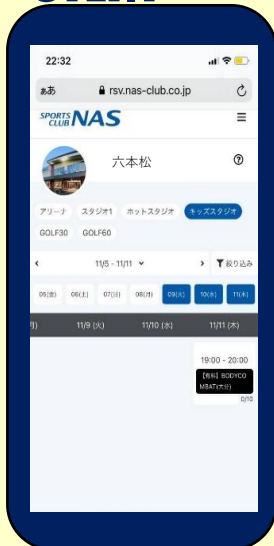 22:32
ぁあ rsv.nas-club.co.jp
SPORTS CLUB NAS
六本松
アリーナ スタジオ1 ホットスタジオ キッズスタジオ
GOLF30 GOLF60
11/5 - 11/11 絞り込み
05(金) 06(土) 07(日) 08(月) 09(火) 10(水) 11(木)
月) 11/9 (火) 11/10 (水) 11/11 (木)
19:00 - 20:00
【有料】BODYCO
MBAT(大分)
0/10